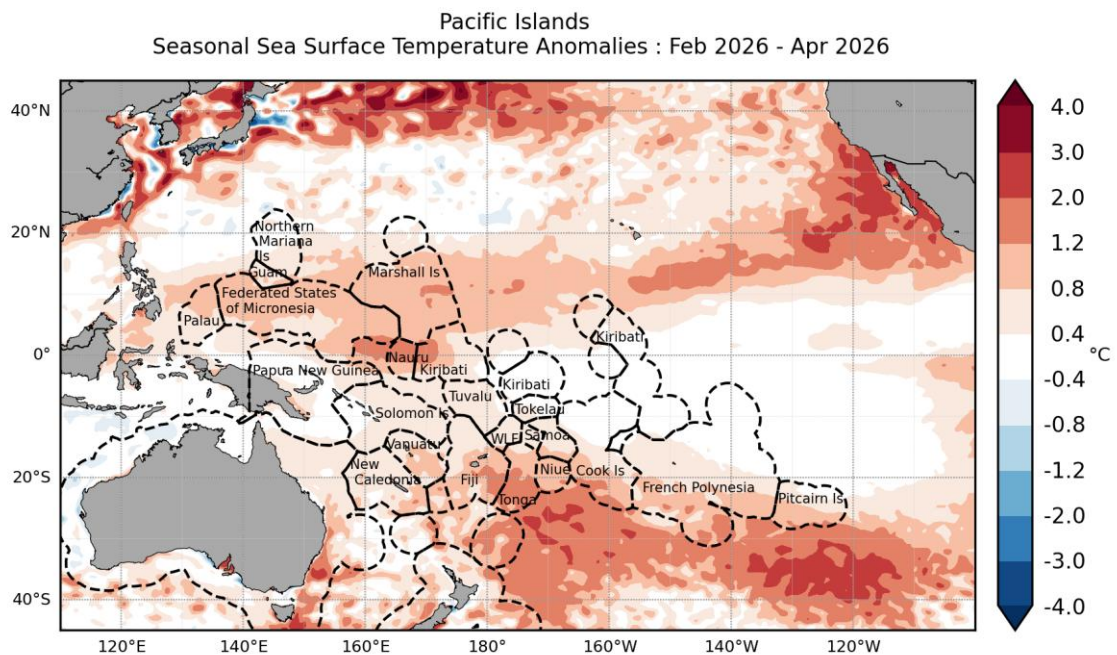 Pacific Islands
Seasonal Sea Surface Temperature Anomalies : Feb 2026 - Apr 2026
40°N
20°N
0°
20°S
40°S
120°E
140°E
160°E
180°
160°W
140°W
120°W
Northern
Mariana
Is
Guam
Marshall Is
Federated States
of Micronesia
Palau
Nauru
Kiribati
Kiribati
Papua New Guinea
Kiribati
Tuvalu
Solomon Is
Tokelau
Vanuatu
WLF
Samoa
New
Caledonia
Fiji
Niue
Cook Is
Tonga
French Polynesia
Pitcairn Is
4.0
3.0
2.0
1.2
0.8
0.4
-0.4
-0.8
-1.2
-2.0
-3.0
-4.0
°C